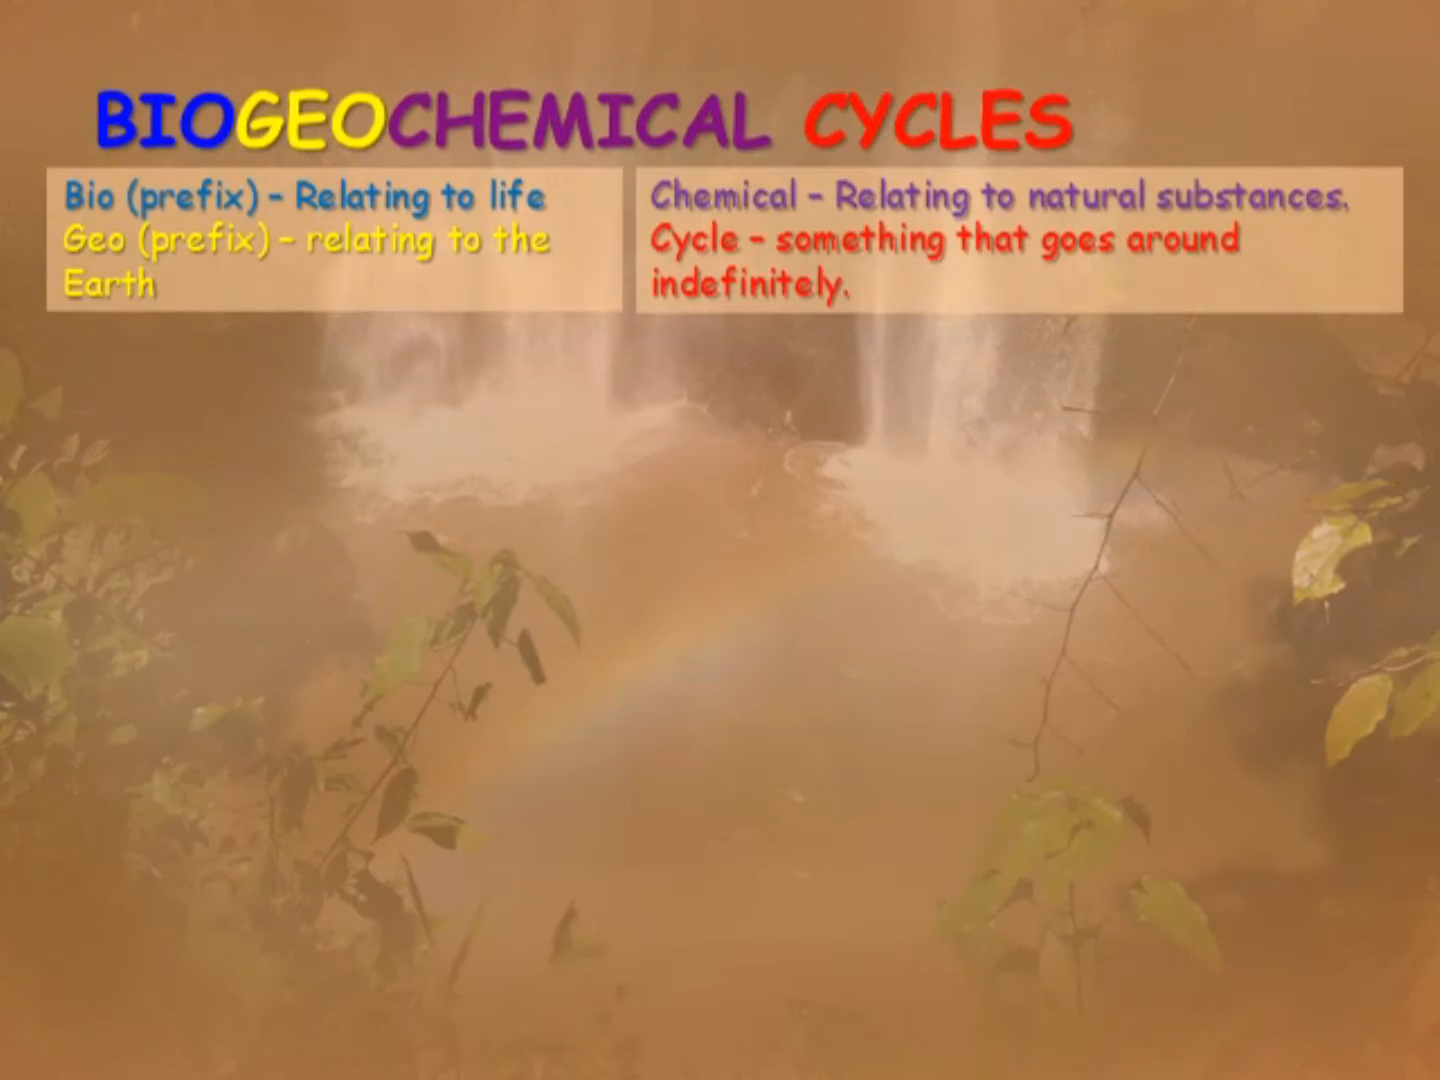 BIOGEOCHEMICAL CYCLES
Bio (prefix) – Relating to life
Geo (prefix) – relating to the
Earth
Chemical – Relating to natural substances.
Cycle – something that goes around
indefinitely.